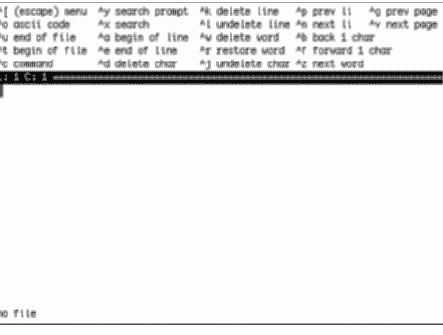 ^[ (escape) menu ^y search prompt ^k delete line ^p prev li ^g prev page
^o ascii code ^x search ^l undelete line ^n next li ^v next page
^u end of file ^a begin of line ^w delete word ^b back 1 char
^t begin of file ^e end of line ^r restore word ^f forward 1 char
^c command ^d delete char ^j undelete char ^z next word
L: 1 C: 1
no file